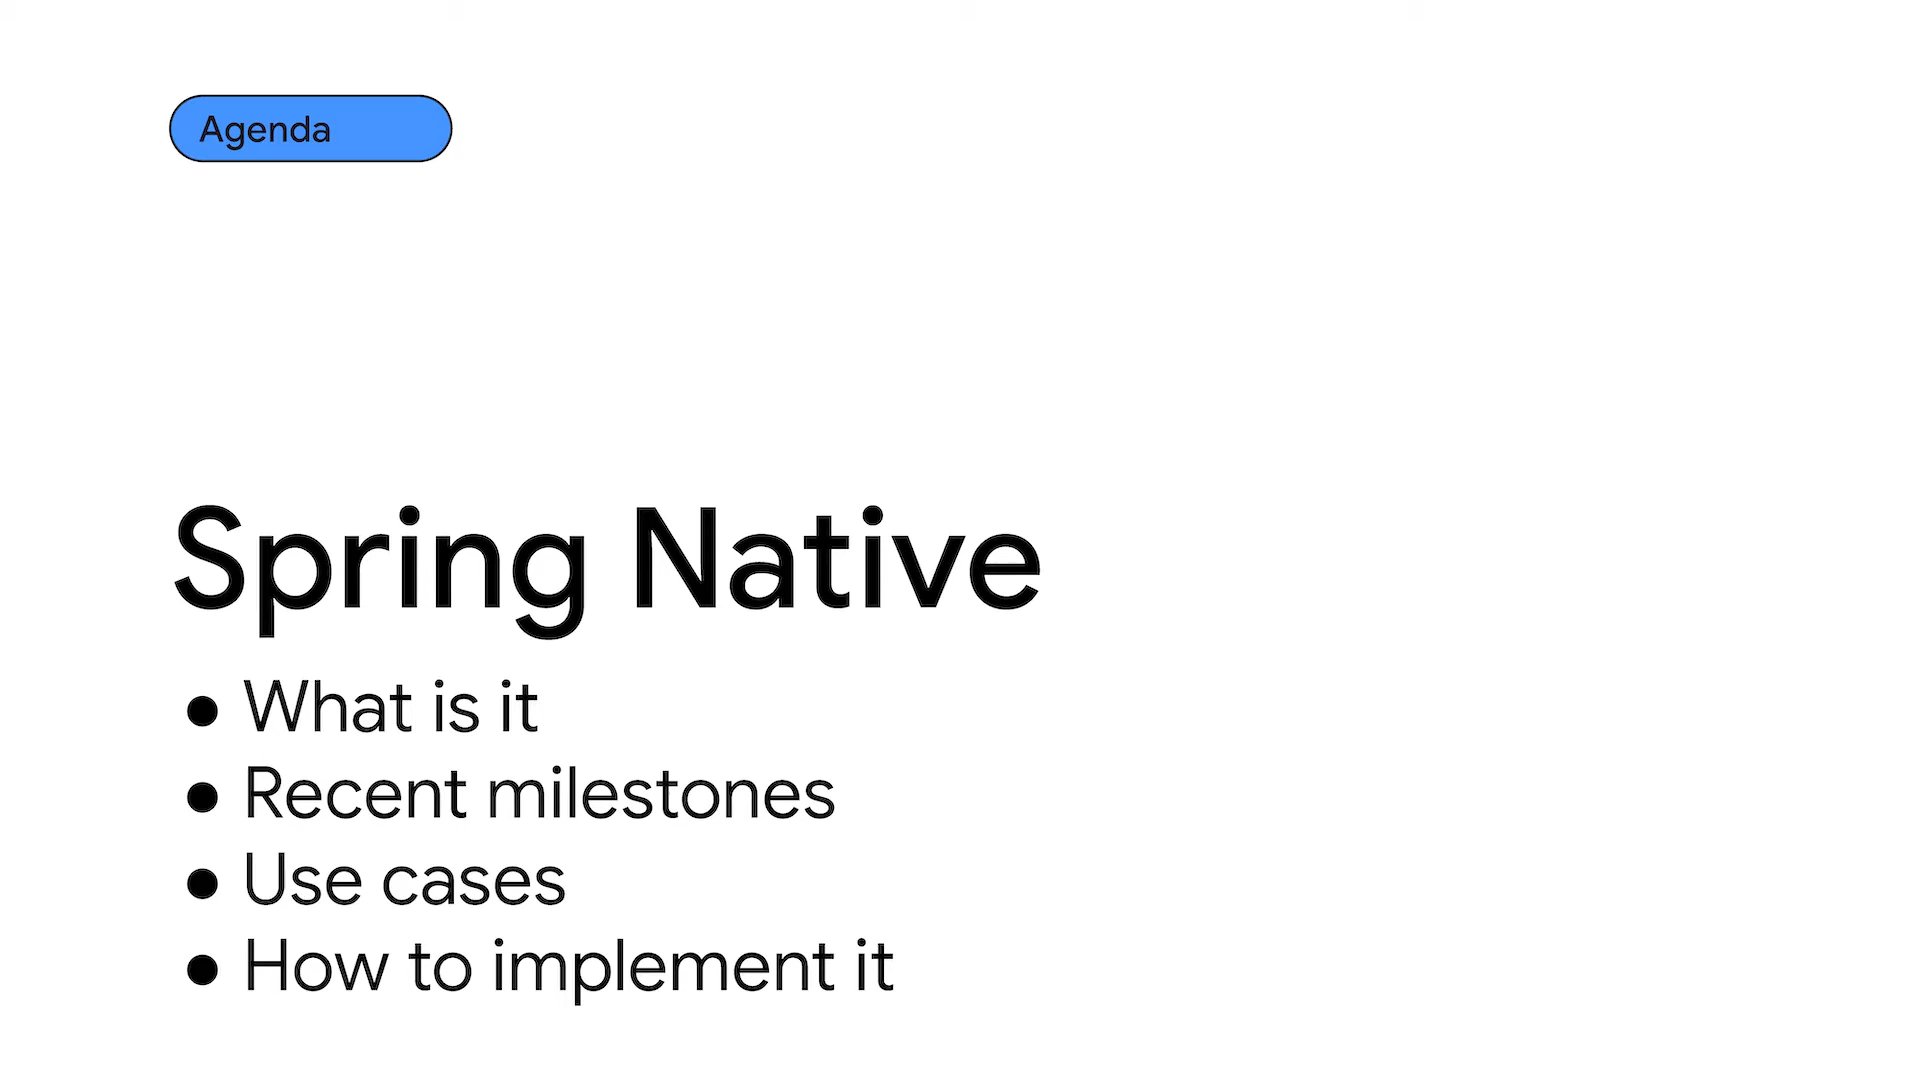 Agenda
Spring Native
● What is it
● Recent milestones
● Use cases
● How to implement it